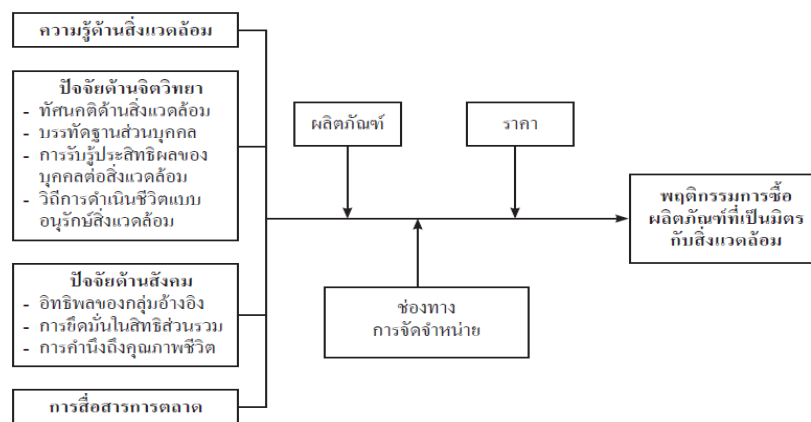 ความรู้ด้านสิ่งแวดล้อม
ปัจจัยด้านจิตวิทยา
- ทัศนคติด้านสิ่งแวดล้อม
- บรรทัดฐานส่วนบุคคล
- การรับรู้ประสิทธิผลของ
บุคคลต่อสิ่งแวดล้อม
- วิถีการดำเนินชีวิตแบบ
อนุรักษ์สิ่งแวดล้อม
ปัจจัยด้านสังคม
- อิทธิพลของกลุ่มอ้างอิง
- การยึดมั่นในสิทธิส่วนรวม
- การคำนึงถึงคุณภาพชีวิต
การสื่อสารการตลาด
ผลิตภัณฑ์
ราคา
ช่องทาง
การจัดจำหน่าย
พฤติกรรมการซื้อ
ผลิตภัณฑ์ที่เป็นมิตร
กับสิ่งแวดล้อม